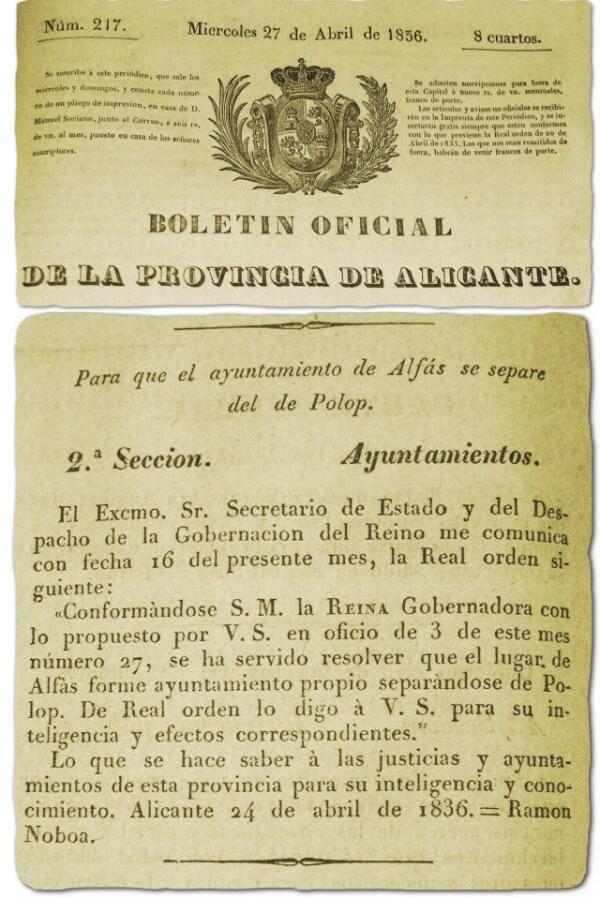 Núm. 217.
Miercoles 27 de Abril de 1836.
8 cuartos.
Se suscribe á este periódico, que sale los
miercoles y domingos, y consta cada núme-
ro de un pliego de impresion, en casa de D.
Manuel Soriano, junto al Correo, á seis rs.
de vn. al mes, puesto en casa de los señores
suscriptores.
Se admiten suscripciones para fuera de
esta Capital á nueve rs. de vn. mensuales,
franco de porte.
Los artículos y avisos no oficiales se recibi-
rán en la Imprenta de este Periódico, y se in-
sertarán gratis siempre que esten conformes
con lo que previene la Real orden de 20 de
Abril de 1833. Los que nos sean remitidos de
fuera, habrán de venir francos de porte.
BOLETIN OFICIAL
DE LA PROVINCIA DE ALICANTE.
Para que el ayuntamiento de Alfás se separe
del de Polop.
2.ª Seccion.
Ayuntamientos.
El Excmo. Sr. Secretario de Estado y del Des-
pacho de la Gobernacion del Reino me comunica
con fecha 16 del presente mes, la Real orden si-
guiente:
«Conformàndose S. M. la REINA Gobernadora con
lo propuesto por V. S. en oficio de 3 de este mes
número 27, se ha servido resolver que el lugar de
Alfàs forme ayuntamiento propio separàndose de Po-
lop. De Real orden lo digo à V. S. para su in-
teligencia y efectos correspondientes.”
Lo que se hace saber à las justicias y ayunta-
mientos de esta provincia para su inteligencia y cono-
cimiento. Alicante 24 de abril de 1836. = Ramon
Noboa.